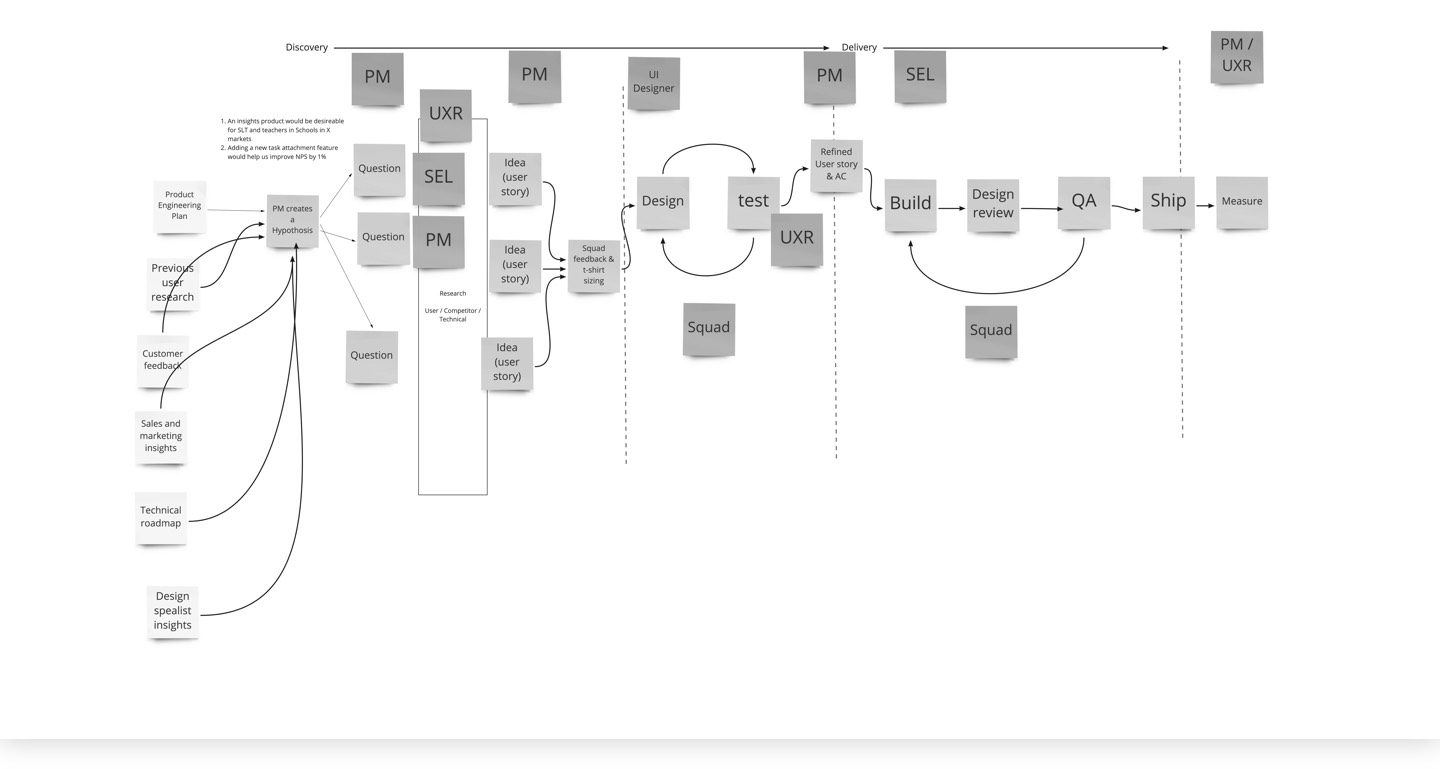 Discovery
Delivery
PM /
UXR
PM
PM
UI
Designer
PM
SEL
UXR
1. An insights product would be desireable
for SLT and teachers in Schools in X
markets
2. Adding a new task attachment feature
would help us improve NPS by 1%
Product
Engineering
Plan
PM creates
a
Hypothesis
Question
SEL
Idea
(user
story)
Question
PM
Idea
(user
story)
Squad
feedback &
t-shirt
sizing
Research
User / Competitor /
Technical
Question
Idea
(user
story)
Previous
user
research
Customer
feedback
Sales and
marketing
insights
Technical
roadmap
Design
spealist
insights
Design
test
UXR
Squad
Refined
User story
& AC
Build
Design
review
QA
Squad
Ship
Measure